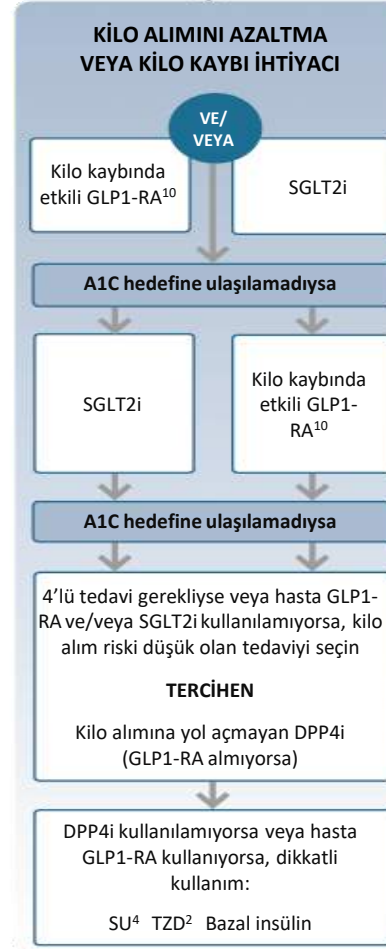 KİLO ALIMINI AZALTMA
VEYA KİLO KAYBI İHTİYACI
VE/
VEYA
Kilo kaybında
etkili GLP1-RA¹⁰
SGLT2i
A1C hedefine ulaşılamadıysa
SGLT2i
Kilo kaybında
etkili GLP1-
RA¹⁰
A1C hedefine ulaşılamadıysa
4’lü tedavi gerekliyse veya hasta GLP1-
RA ve/veya SGLT2i kullanılamıyorsa, kilo
alım riski düşük olan tedaviyi seçin
TERCİHEN
Kilo alımına yol açmayan DPP4i
(GLP1-RA almıyorsa)
DPP4i kullanılamıyorsa veya hasta
GLP1-RA kullanıyorsa, dikkatli
kullanım:
SU⁴ TZD² Bazal insülin